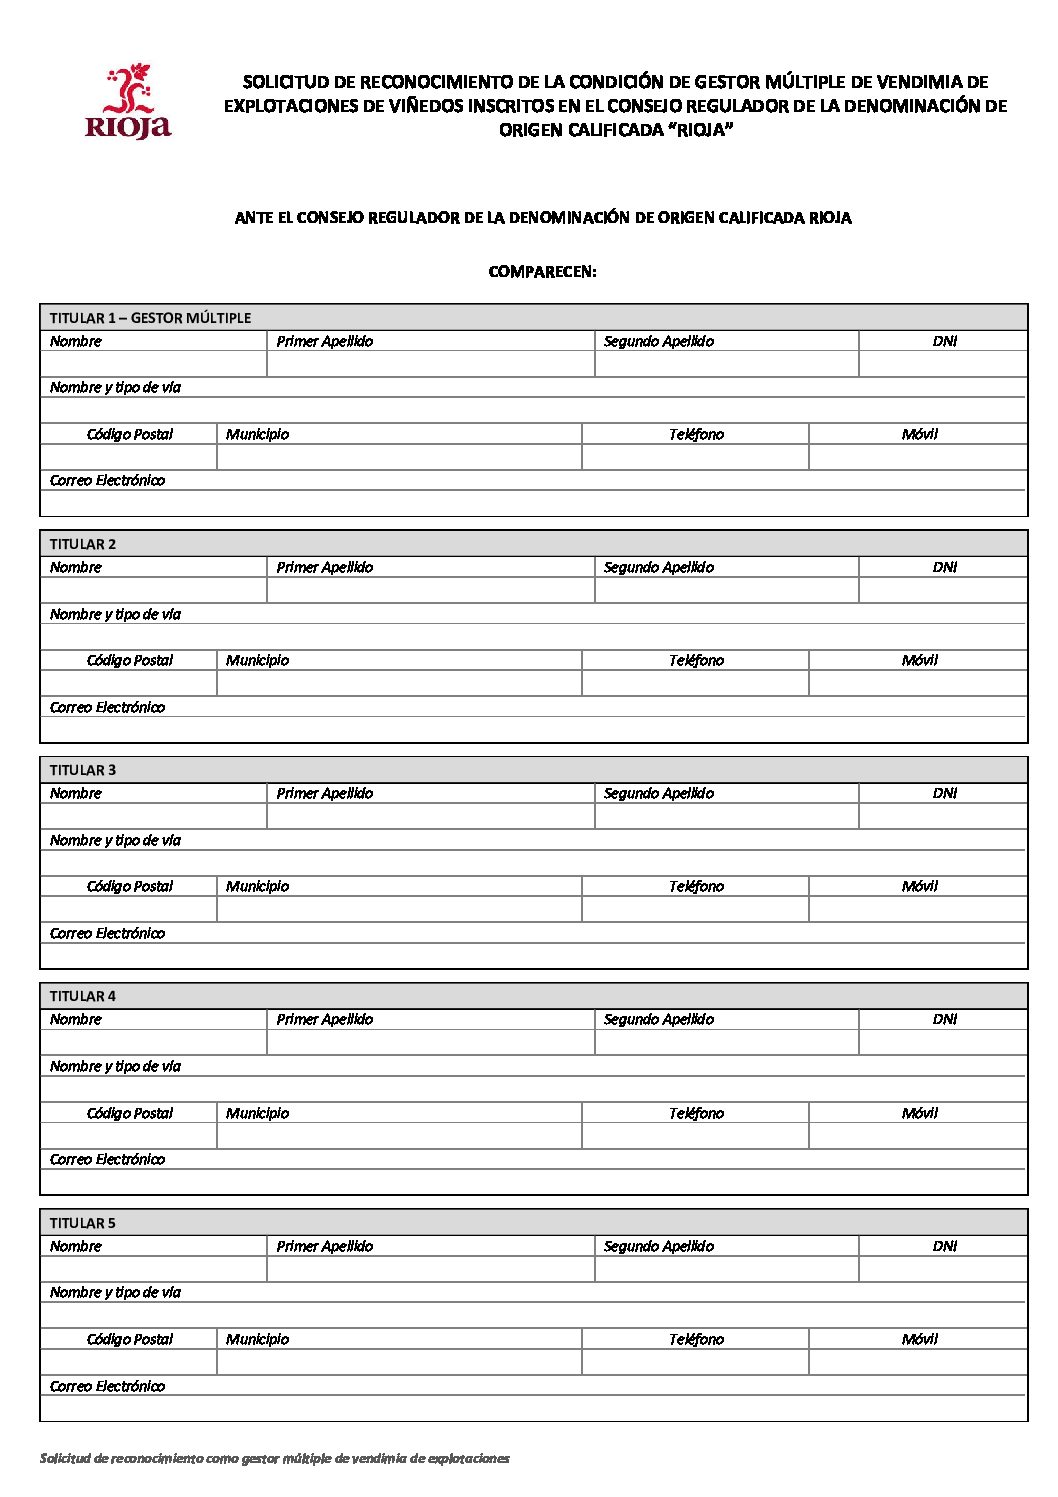 RIOJA
SOLICITUD DE RECONOCIMIENTO DE LA CONDICIÓN DE GESTOR MÚLTIPLE DE VENDIMIA DE
EXPLOTACIONES DE VIÑEDOS INSCRITOS EN EL CONSEJO REGULADOR DE LA DENOMINACIÓN DE
ORIGEN CALIFICADA “RIOJA”
ANTE EL CONSEJO REGULADOR DE LA DENOMINACIÓN DE ORIGEN CALIFICADA RIOJA
COMPARECEN:
TITULAR 1 – GESTOR MÚLTIPLE
Nombre Primer Apellido Segundo Apellido DNI
Nombre y tipo de vía
Código Postal Municipio Teléfono Móvil
Correo Electrónico
TITULAR 2
Nombre Primer Apellido Segundo Apellido DNI
Nombre y tipo de vía
Código Postal Municipio Teléfono Móvil
Correo Electrónico
TITULAR 3
Nombre Primer Apellido Segundo Apellido DNI
Nombre y tipo de vía
Código Postal Municipio Teléfono Móvil
Correo Electrónico
TITULAR 4
Nombre Primer Apellido Segundo Apellido DNI
Nombre y tipo de vía
Código Postal Municipio Teléfono Móvil
Correo Electrónico
TITULAR 5
Nombre Primer Apellido Segundo Apellido DNI
Nombre y tipo de vía
Código Postal Municipio Teléfono Móvil
Correo Electrónico
Solicitud de reconocimiento como gestor múltiple de vendimia de explotaciones